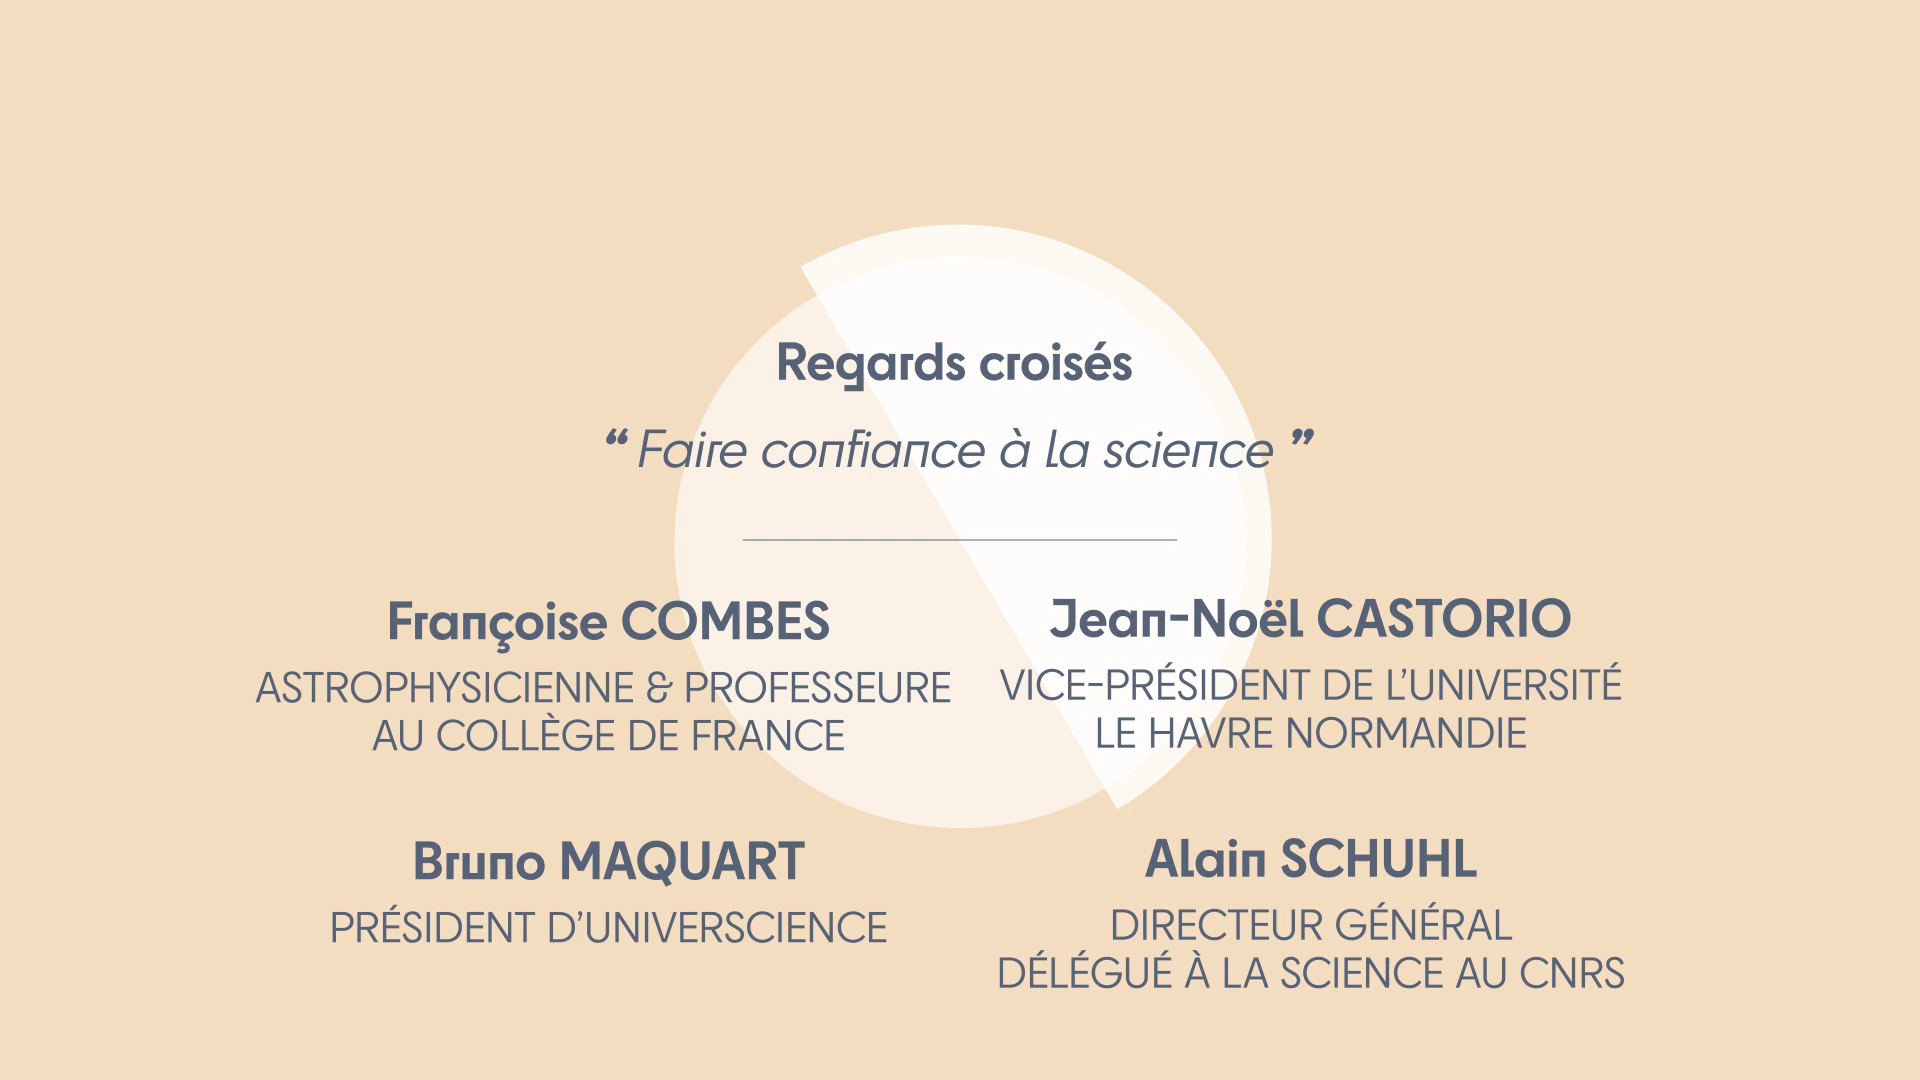 Regards croisés
❝ Faire confiance à la science ❞
Françoise COMBES
ASTROPHYSICIENNE & PROFESSEURE
AU COLLÈGE DE FRANCE
Jean-Noël CASTORIO
VICE-PRÉSIDENT DE L’UNIVERSITÉ
LE HAVRE NORMANDIE
Bruno MAQUART
PRÉSIDENT D’UNIVERSCIENCE
Alain SCHUHL
DIRECTEUR GÉNÉRAL
DÉLÉGUÉ À LA SCIENCE AU CNRS